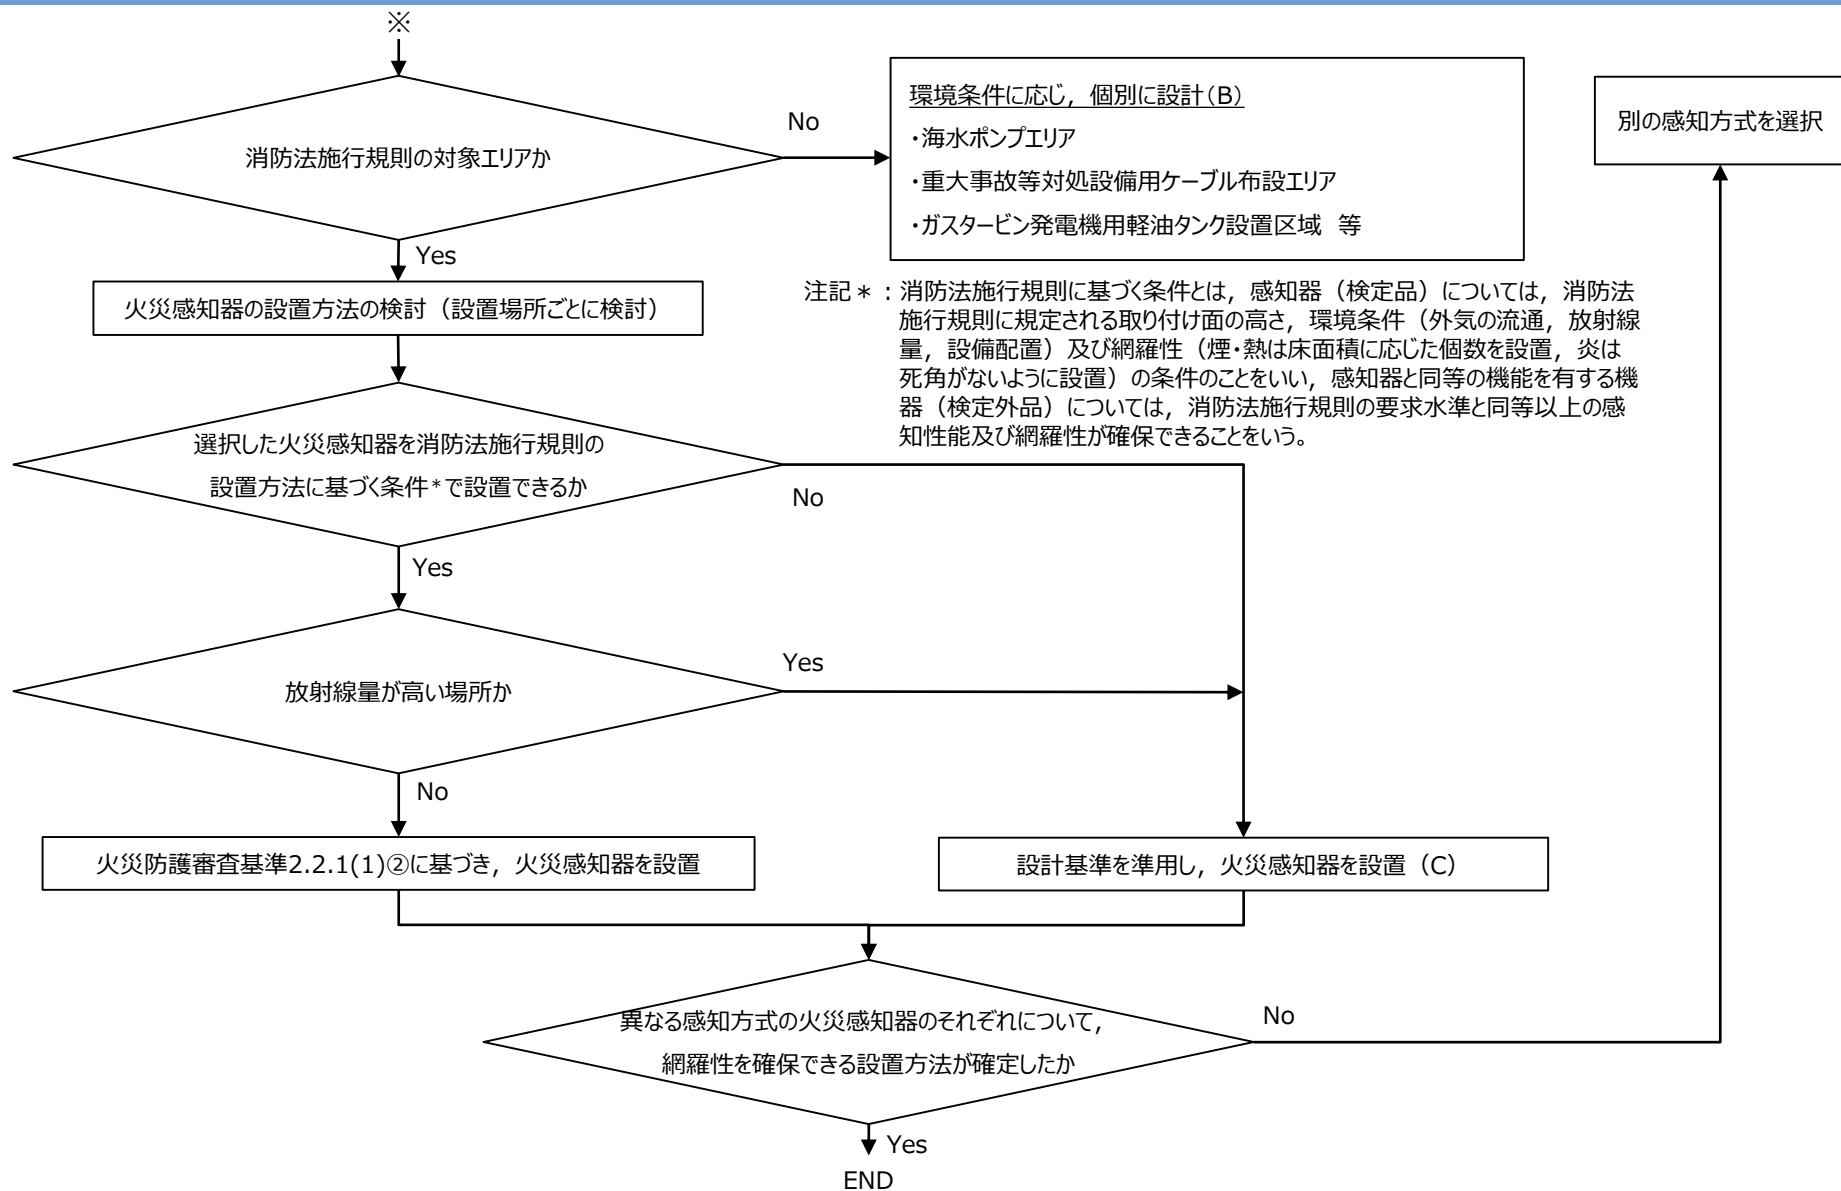 ※
消防法施行規則の対象エリアか
No
環境条件に応じ，個別に設計（B）
・海水ポンプエリア
・重大事故等対処設備用ケーブル布設エリア
・ガスタービン発電機用軽油タンク設置区域　等
別の感知方式を選択
Yes
火災感知器の設置方法の検討（設置場所ごとに検討）
注記＊：消防法施行規則に基づく条件とは，感知器（検定品）については，消防法
施行規則に規定される取り付け面の高さ，環境条件（外気の流通，放射線
量，設備配置）及び網羅性（煙・熱は床面積に応じた個数を設置，炎は
死角がないように設置）の条件のことをいい，感知器と同等の機能を有する機
器（検定外品）については，消防法施行規則の要求水準と同等以上の感
知性能及び網羅性が確保できることをいう。
選択した火災感知器を消防法施行規則の
設置方法に基づく条件＊で設置できるか
No
Yes
放射線量が高い場所か
Yes
No
火災防護審査基準2.2.1(1)②に基づき，火災感知器を設置
設計基準を準用し，火災感知器を設置（C）
異なる感知方式の火災感知器のそれぞれについて，
網羅性を確保できる設置方法が確定したか
No
Yes
END